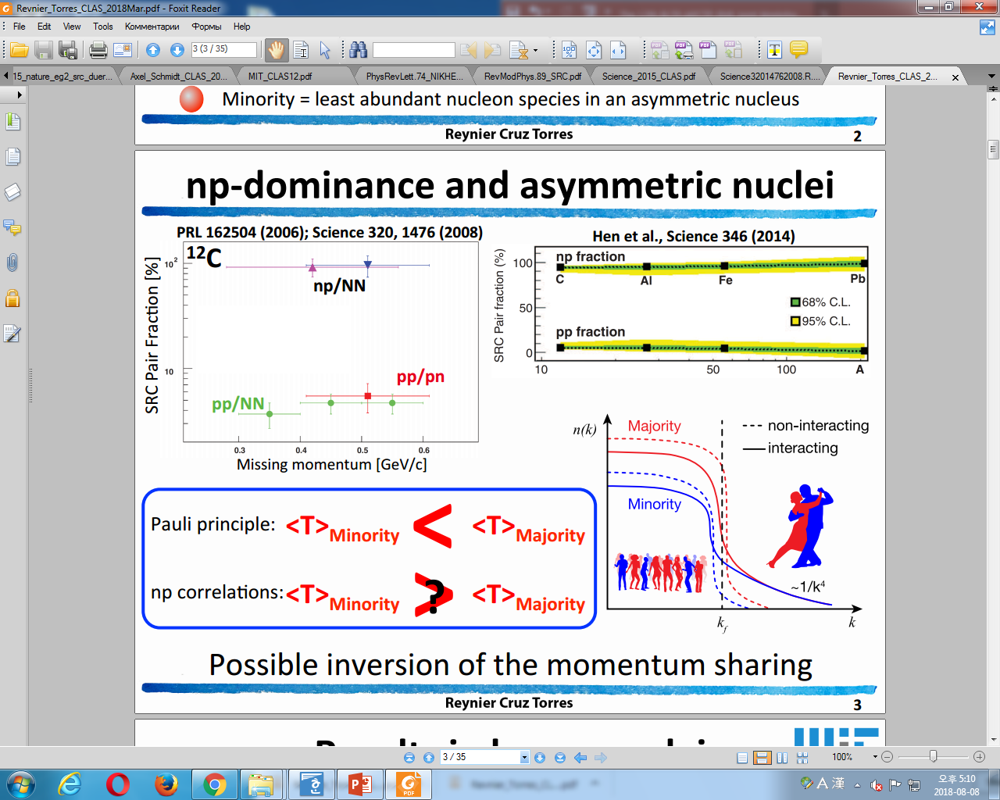 Revnier_Torres_CLAS_2018Mar.pdf - Foxit Reader
File Edit View Tools Комментарии Формы Help
3 (3 / 35)
15_nature_eg2_src_duer... Axel_Schmidt_CLAS_20... MIT_CLAS12.pdf PhysRevLett.74_NIKHE... RevModPhys.89_SRC.pdf Science_2015_CLAS.pdf Science32014762008.R.... Revnier_Torres_CLAS_2...
Minority = least abundant nucleon species in an asymmetric nucleus
Reynier Cruz Torres
2
np-dominance and asymmetric nuclei
PRL 162504 (2006); Science 320, 1476 (2008)
12C
SRC Pair Fraction [%]
10²
10
np/NN
pp/pn
pp/NN
0.3 0.4 0.5 0.6
Missing momentum [GeV/c]
Hen et al., Science 346 (2014)
SRC Pair fraction (%)
100
50
0
np fraction
C Al Fe Pb
68% C.L.
95% C.L.
pp fraction
10 50 100 A
n(k)
Majority
Minority
non-interacting
interacting
~1/k⁴
k_f
k
Pauli principle: <T>Minority < <T>Majority
np correlations: <T>Minority >? <T>Majority
Possible inversion of the momentum sharing
Reynier Cruz Torres
3
3 / 35
100%
A 漢
오후 5:10
2018-08-08
PDF